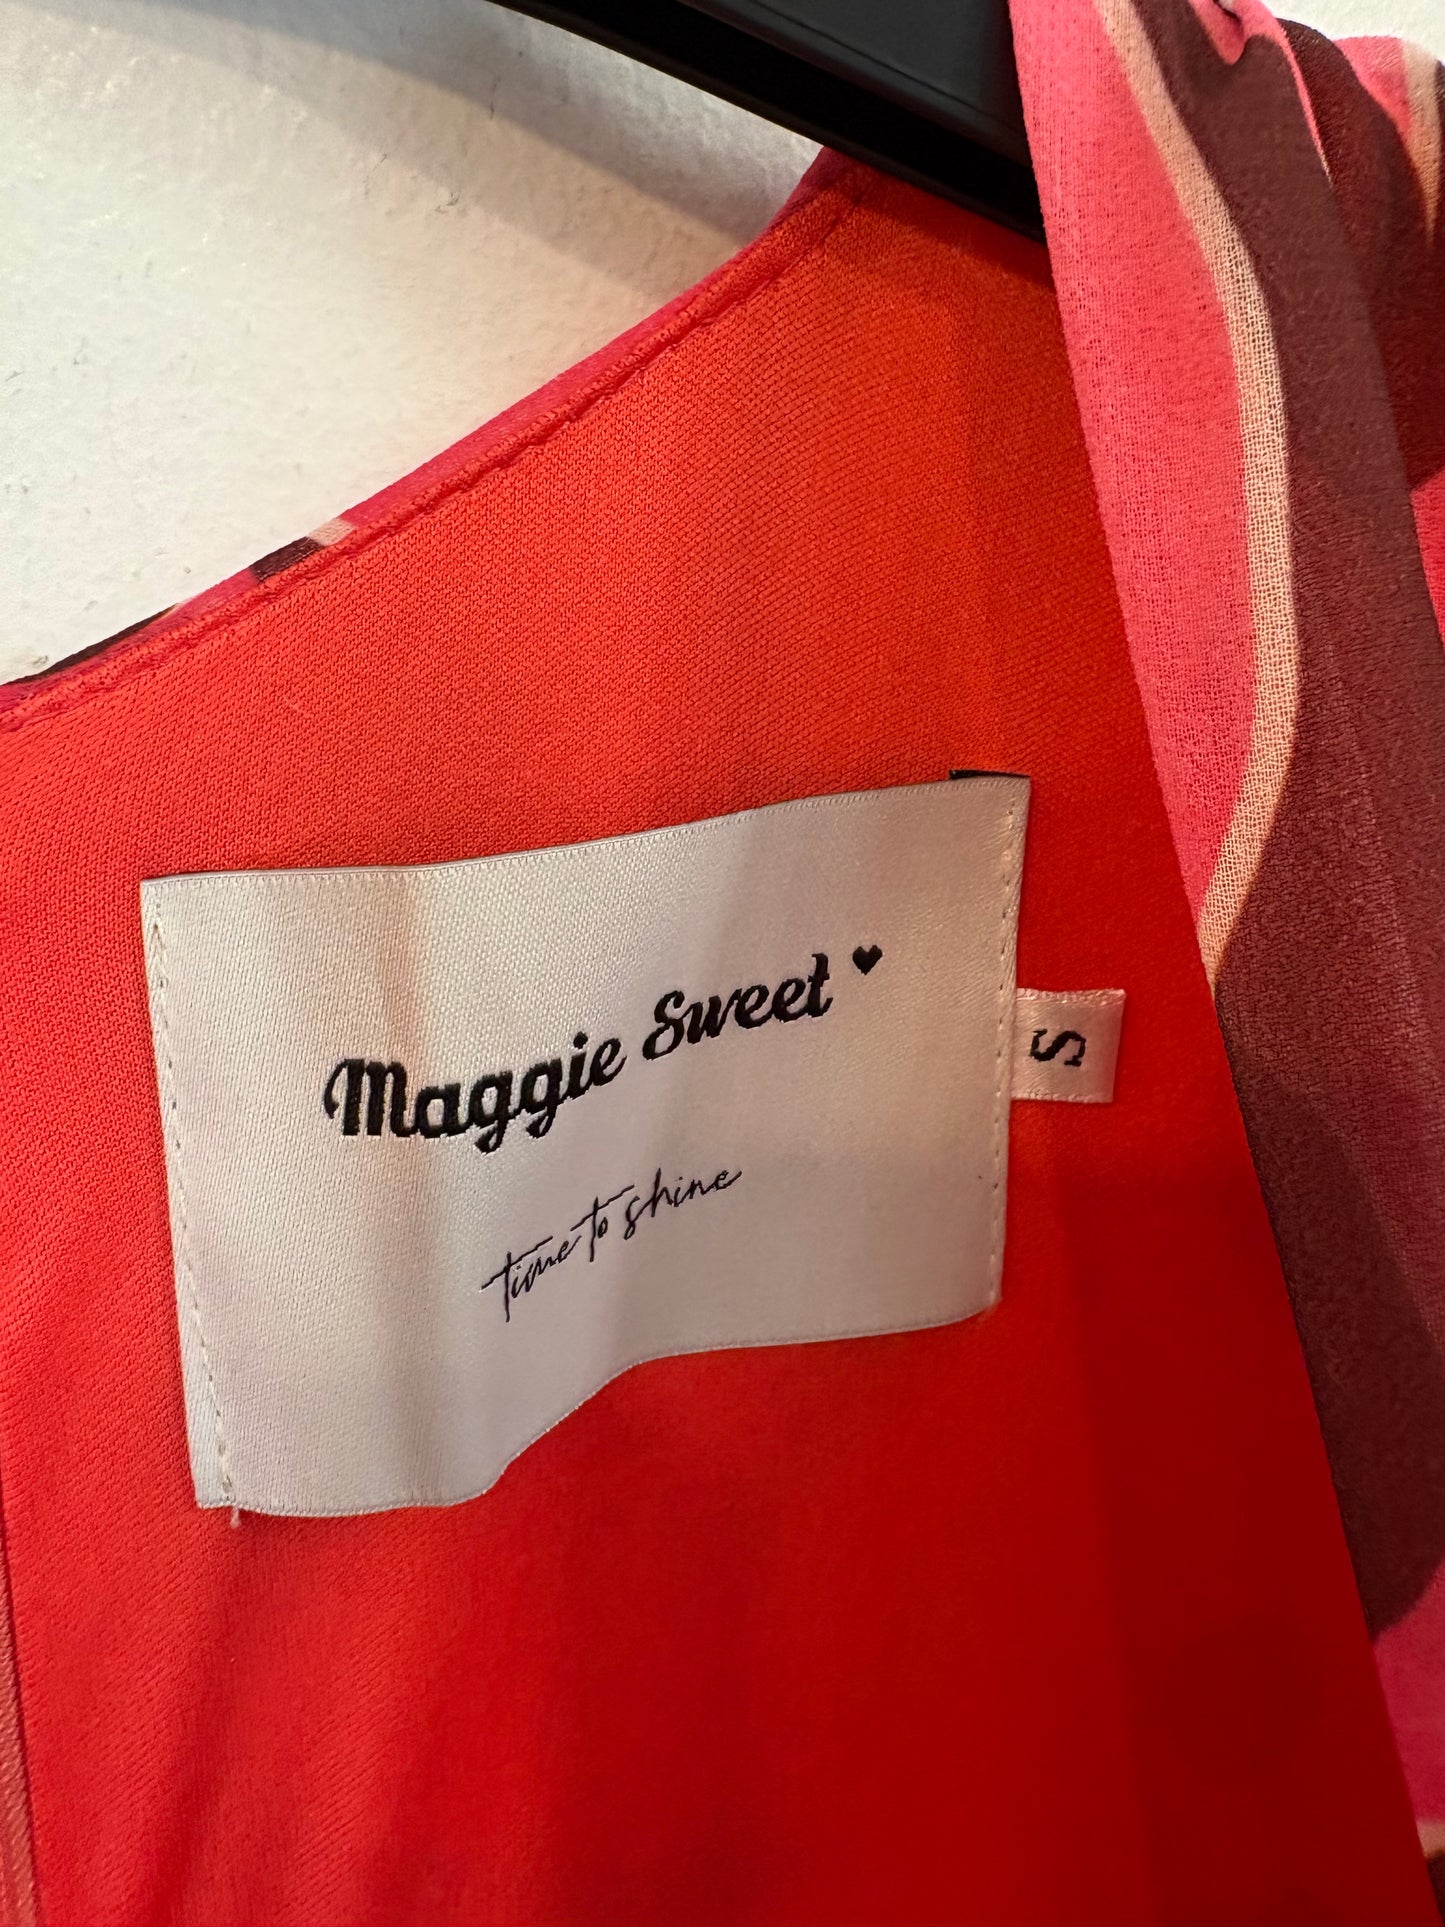 Maggie Sweet ♥
time to shine
S